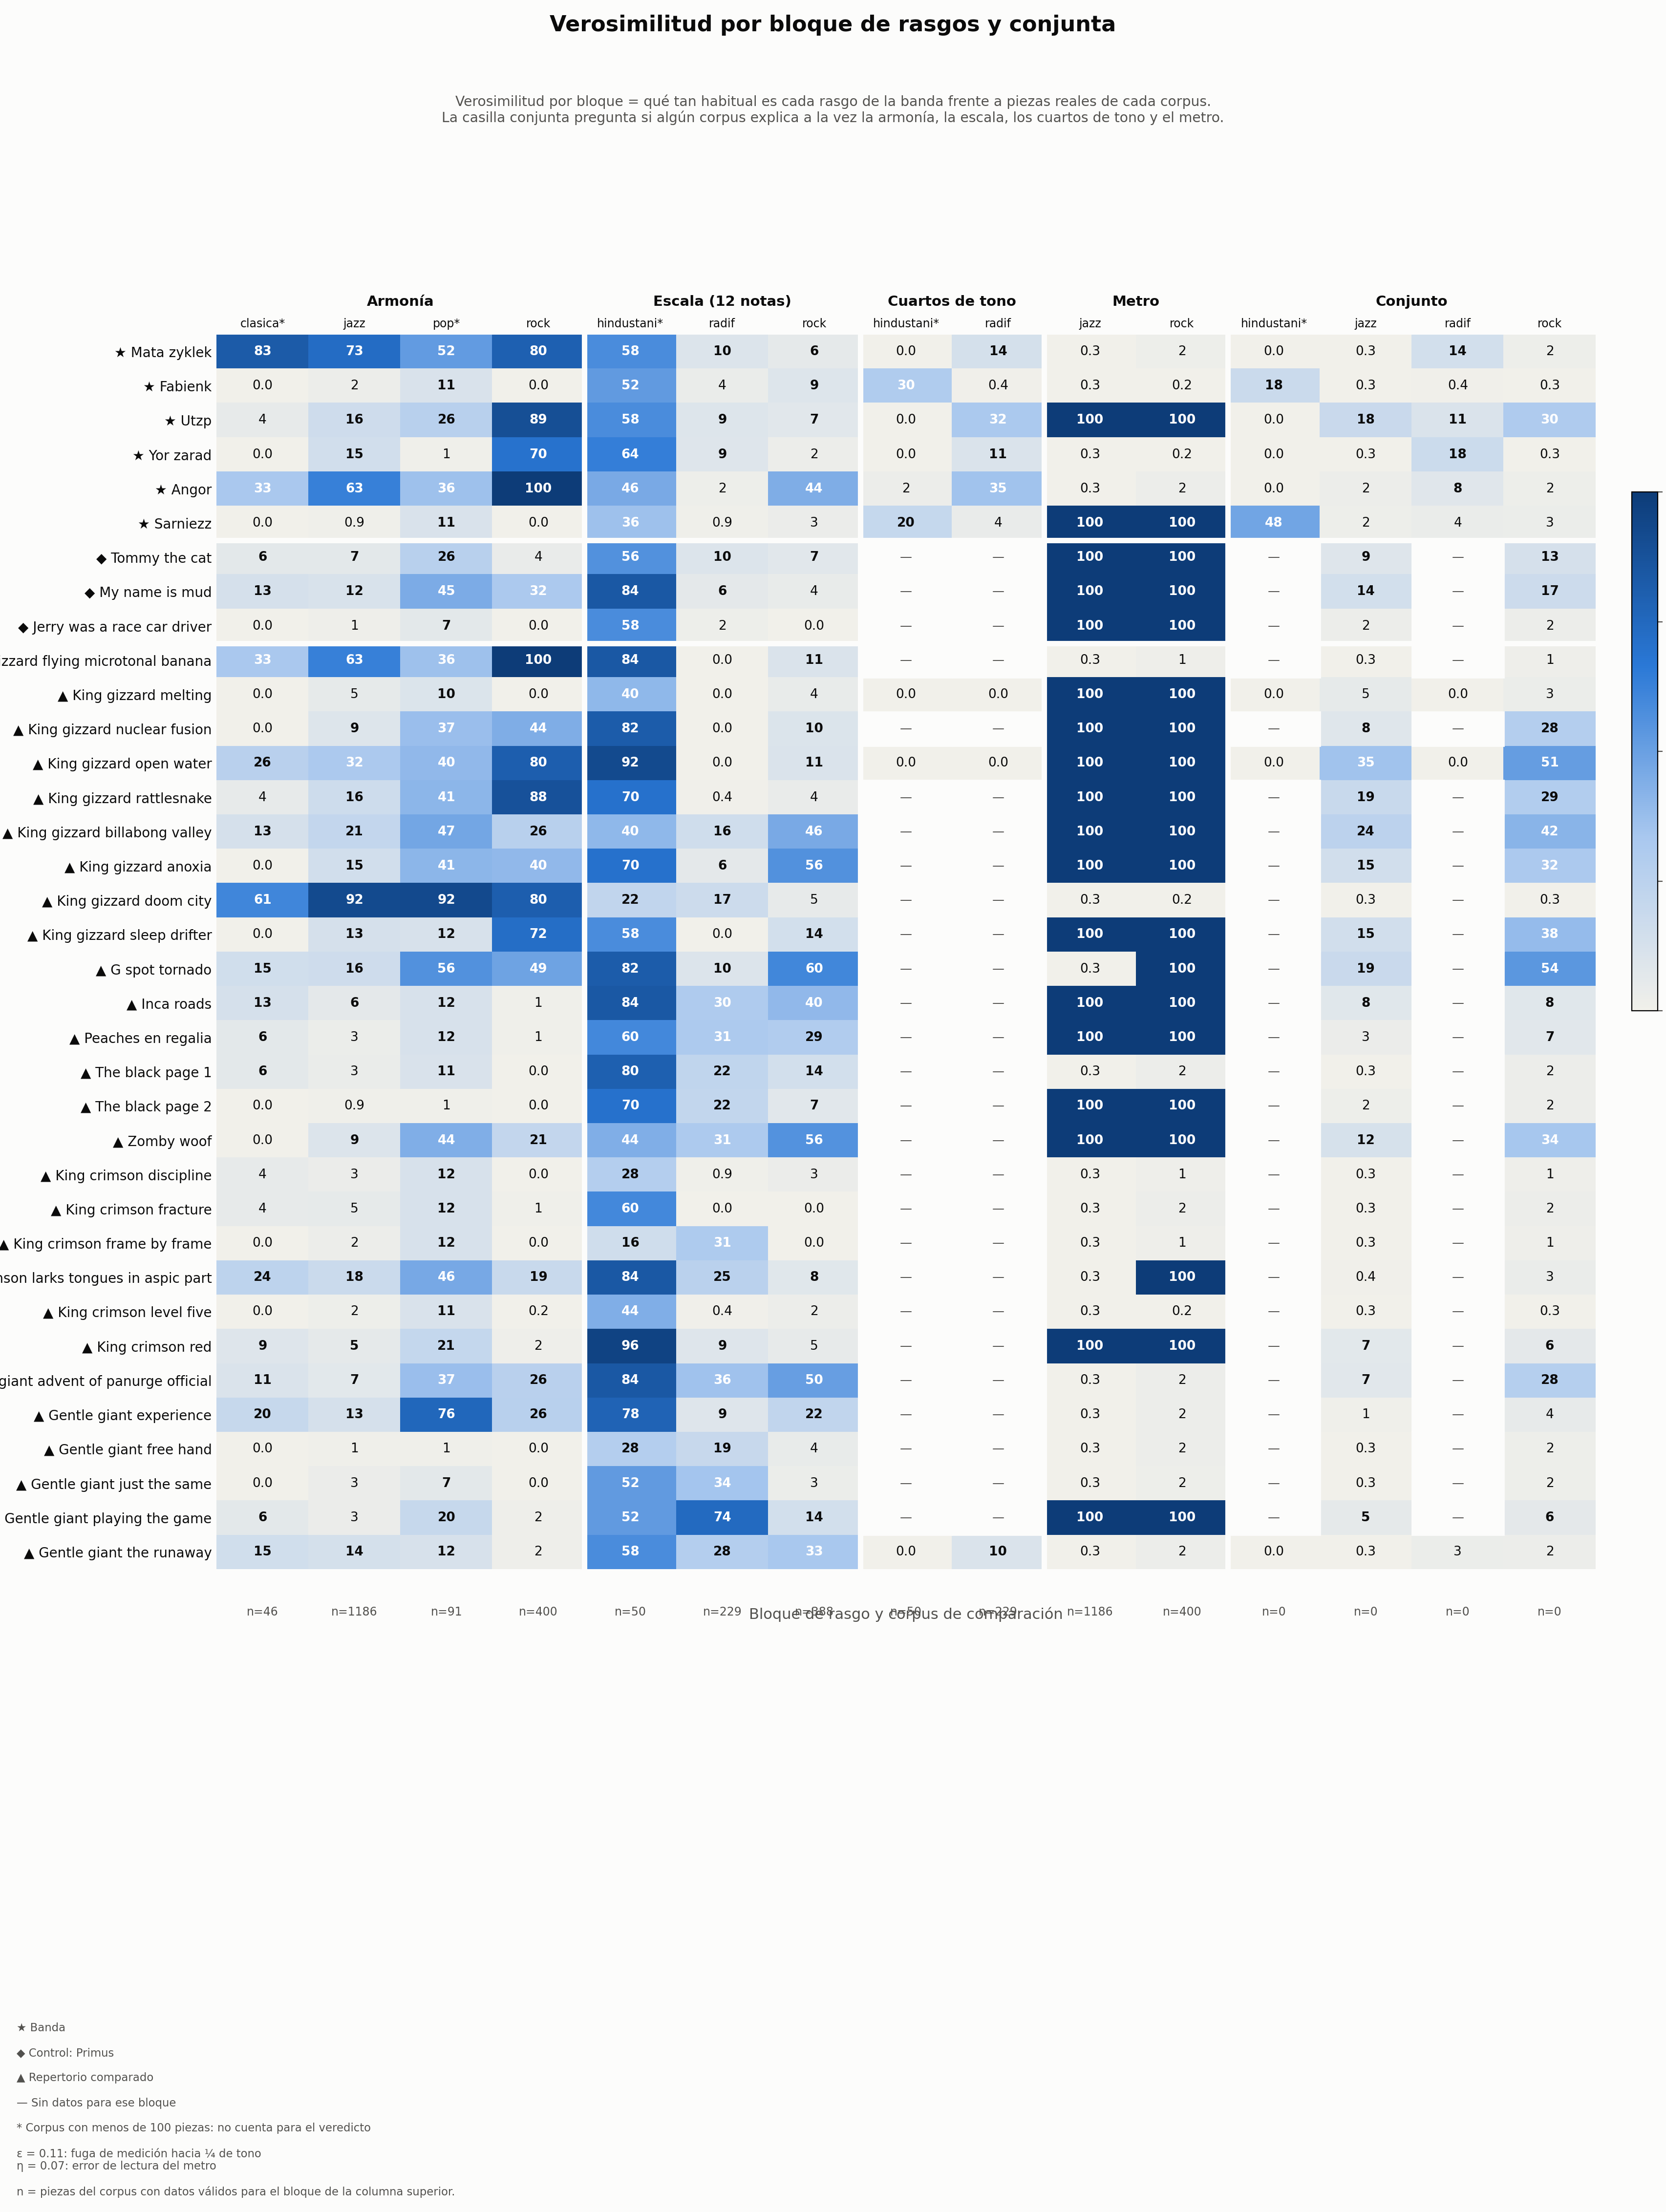 Verosimilitud por bloque de rasgos y conjunta
Verosimilitud por bloque = qué tan habitual es cada rasgo de la banda frente a piezas reales de cada corpus.
La casilla conjunta pregunta si algún corpus explica a la vez la armonía, la escala, los cuartos de tono y el metro.
Armonía Escala (12 notas) Cuartos de tono Metro Conjunto
clasica* jazz pop* rock hindustani* radif rock hindustani* radif jazz rock hindustani* jazz radif rock
★ Mata zyklek 83 73 52 80 58 10 6 0.0 14 0.3 2 0.0 0.3 14 2
★ Fabienk 0.0 2 11 0.0 52 4 9 30 0.4 0.3 0.2 18 0.3 0.4 0.3
★ Utzp 4 16 26 89 58 9 7 0.0 32 100 100 0.0 18 11 30
★ Yor zarad 0.0 15 1 70 64 9 2 0.0 11 0.3 0.2 0.0 0.3 18 0.3
★ Angor 33 63 36 100 46 2 44 2 35 0.3 2 0.0 2 8 2
★ Sarniezz 0.0 0.9 11 0.0 36 0.9 3 20 4 100 100 48 2 4 3
◆ Tommy the cat 6 7 26 4 56 10 7 — — 100 100 — 9 — 13
◆ My name is mud 13 12 45 32 84 6 4 — — 100 100 — 14 — 17
◆ Jerry was a race car driver 0.0 1 7 0.0 58 2 0.0 — — 100 100 — 2 — 2
zzard flying microtonal banana 33 63 36 100 84 0.0 11 — — 0.3 1 — 0.3 — 1
▲ King gizzard melting 0.0 5 10 0.0 40 0.0 4 0.0 0.0 100 100 0.0 5 0.0 3
▲ King gizzard nuclear fusion 0.0 9 37 44 82 0.0 10 — — 100 100 — 8 — 28
▲ King gizzard open water 26 32 40 80 92 0.0 11 0.0 0.0 100 100 0.0 35 0.0 51
▲ King gizzard rattlesnake 4 16 41 88 70 0.4 4 — — 100 100 — 19 — 29
▲ King gizzard billabong valley 13 21 47 26 40 16 46 — — 100 100 — 24 — 42
▲ King gizzard anoxia 0.0 15 41 40 70 6 56 — — 100 100 — 15 — 32
▲ King gizzard doom city 61 92 92 80 22 17 5 — — 0.3 0.2 — 0.3 — 0.3
▲ King gizzard sleep drifter 0.0 13 12 72 58 0.0 14 — — 100 100 — 15 — 38
▲ G spot tornado 15 16 56 49 82 10 60 — — 0.3 100 — 19 — 54
▲ Inca roads 13 6 12 1 84 30 40 — — 100 100 — 8 — 8
▲ Peaches en regalia 6 3 12 1 60 31 29 — — 100 100 — 3 — 7
▲ The black page 1 6 3 11 0.0 80 22 14 — — 0.3 2 — 0.3 — 2
▲ The black page 2 0.0 0.9 1 0.0 70 22 7 — — 100 100 — 2 — 2
▲ Zomby woof 0.0 9 44 21 44 31 56 — — 100 100 — 12 — 34
▲ King crimson discipline 4 3 12 0.0 28 0.9 3 — — 0.3 1 — 0.3 — 1
▲ King crimson fracture 4 5 12 1 60 0.0 0.0 — — 0.3 2 — 0.3 — 2
▲ King crimson frame by frame 0.0 2 12 0.0 16 31 0.0 — — 0.3 1 — 0.3 — 1
son larks tongues in aspic part 24 18 46 19 84 25 8 — — 0.3 100 — 0.4 — 3
▲ King crimson level five 0.0 2 11 0.2 44 0.4 2 — — 0.3 0.2 — 0.3 — 0.3
▲ King crimson red 9 5 21 2 96 9 5 — — 100 100 — 7 — 6
giant advent of panurge official 11 7 37 26 84 36 50 — — 0.3 2 — 7 — 28
▲ Gentle giant experience 20 13 76 26 78 9 22 — — 0.3 2 — 1 — 4
▲ Gentle giant free hand 0.0 1 1 0.0 28 19 4 — — 0.3 2 — 0.3 — 2
▲ Gentle giant just the same 0.0 3 7 0.0 52 34 3 — — 0.3 2 — 0.3 — 2
Gentle giant playing the game 6 3 20 2 52 74 14 — — 100 100 — 5 — 6
▲ Gentle giant the runaway 15 14 12 2 58 28 33 0.0 10 0.3 2 0.0 0.3 3 2
n=46 n=1186 n=91 n=400 n=50 n=229 n=388 n=50 n=229 n=1186 n=400 n=0 n=0 n=0 n=0
Bloque de rasgo y corpus de comparación
★ Banda
◆ Control: Primus
▲ Repertorio comparado
— Sin datos para ese bloque
* Corpus con menos de 100 piezas: no cuenta para el veredicto
ε = 0.11: fuga de medición hacia ¼ de tono
η = 0.07: error de lectura del metro
n = piezas del corpus con datos válidos para el bloque de la columna superior.